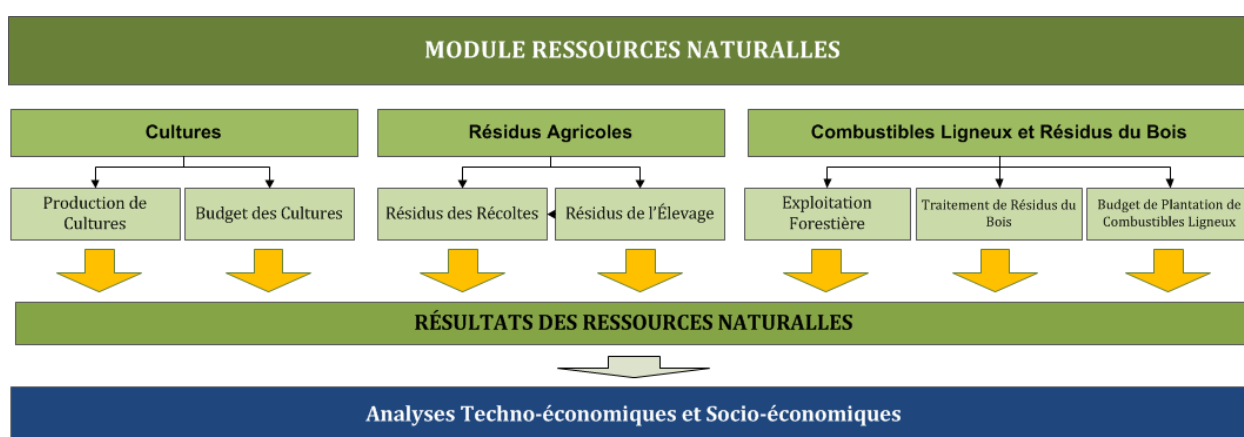 MODULE RESSOURCES NATURALLES
Cultures
Résidus Agricoles
Combustibles Ligneux et Résidus du Bois
Production de
Cultures
Budget des Cultures
Résidus des Récoltes
Résidus de l'Élevage
Exploitation
Forestière
Traitement de Résidus du
Bois
Budget de Plantation de
Combustibles Ligneux
RÉSULTATS DES RESSOURCES NATURALLES
Analyses Techno-économiques et Socio-économiques